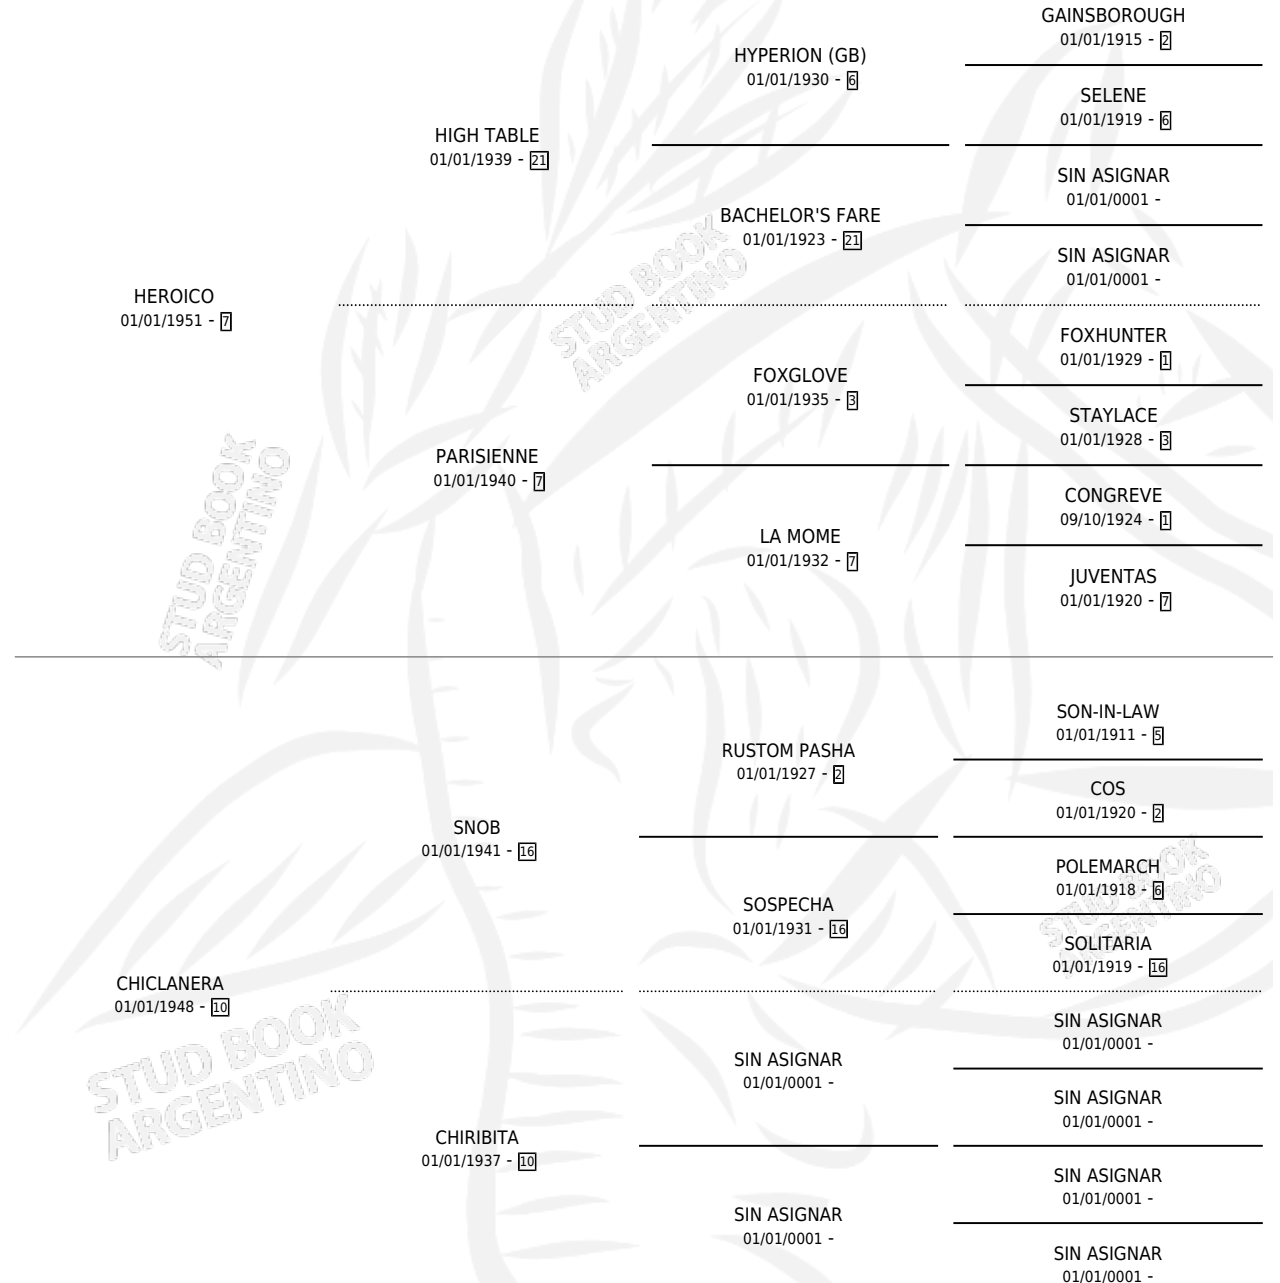 GAINSBOROUGH
01/01/1915 - 2
HYPERION (GB)
01/01/1930 - 6
SELENE
01/01/1919 - 6
HIGH TABLE
01/01/1939 - 21
SIN ASIGNAR
01/01/0001 -
BACHELOR'S FARE
01/01/1923 - 21
SIN ASIGNAR
01/01/0001 -
HEROICO
01/01/1951 - 7
FOXHUNTER
01/01/1929 - 1
FOXGLOVE
01/01/1935 - 3
STAYLACE
01/01/1928 - 3
PARISIENNE
01/01/1940 - 7
CONGREVE
09/10/1924 - 1
LA MOME
01/01/1932 - 7
JUVENTAS
01/01/1920 - 7
SON-IN-LAW
01/01/1911 - 5
RUSTOM PASHA
01/01/1927 - 2
COS
01/01/1920 - 2
SNOB
01/01/1941 - 16
POLEMARCH
01/01/1918 - 6
SOSPECHA
01/01/1931 - 16
SOLITARIA
01/01/1919 - 16
CHICLANERA
01/01/1948 - 10
SIN ASIGNAR
01/01/0001 -
SIN ASIGNAR
01/01/0001 -
SIN ASIGNAR
01/01/0001 -
CHIRIBITA
01/01/1937 - 10
SIN ASIGNAR
01/01/0001 -
SIN ASIGNAR
01/01/0001 -
SIN ASIGNAR
01/01/0001 -
STUD BOOK
ARGENTINO
STUD BOOK
ARGENTINO
STUD BOOK
ARGENTINO
STUD BOOK
ARGENTINO